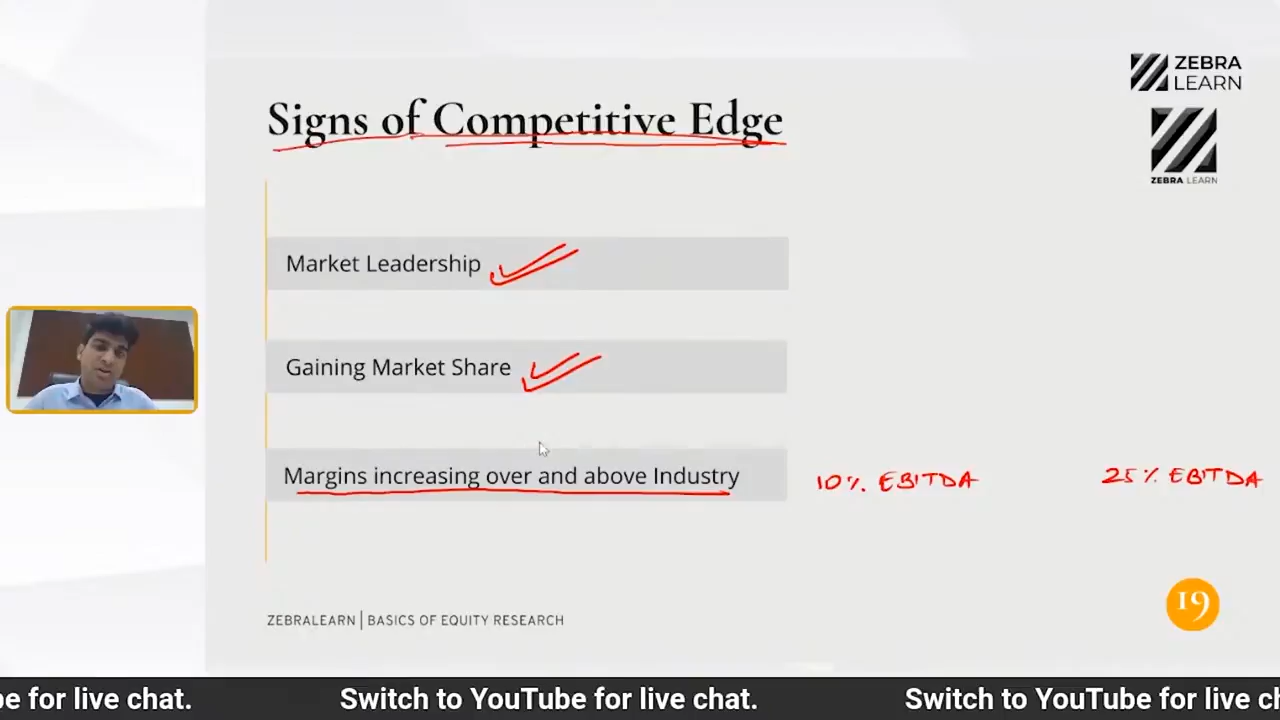 ZEBRA
LEARN
ZEBRA LEARN
Signs of Competitive Edge
Market Leadership
Gaining Market Share
Margins increasing over and above Industry
10% EBITDA
25% EBITDA
19
ZEBRALEARN | BASICS OF EQUITY RESEARCH
be for live chat. Switch to YouTube for live chat. Switch to YouTube for live ch